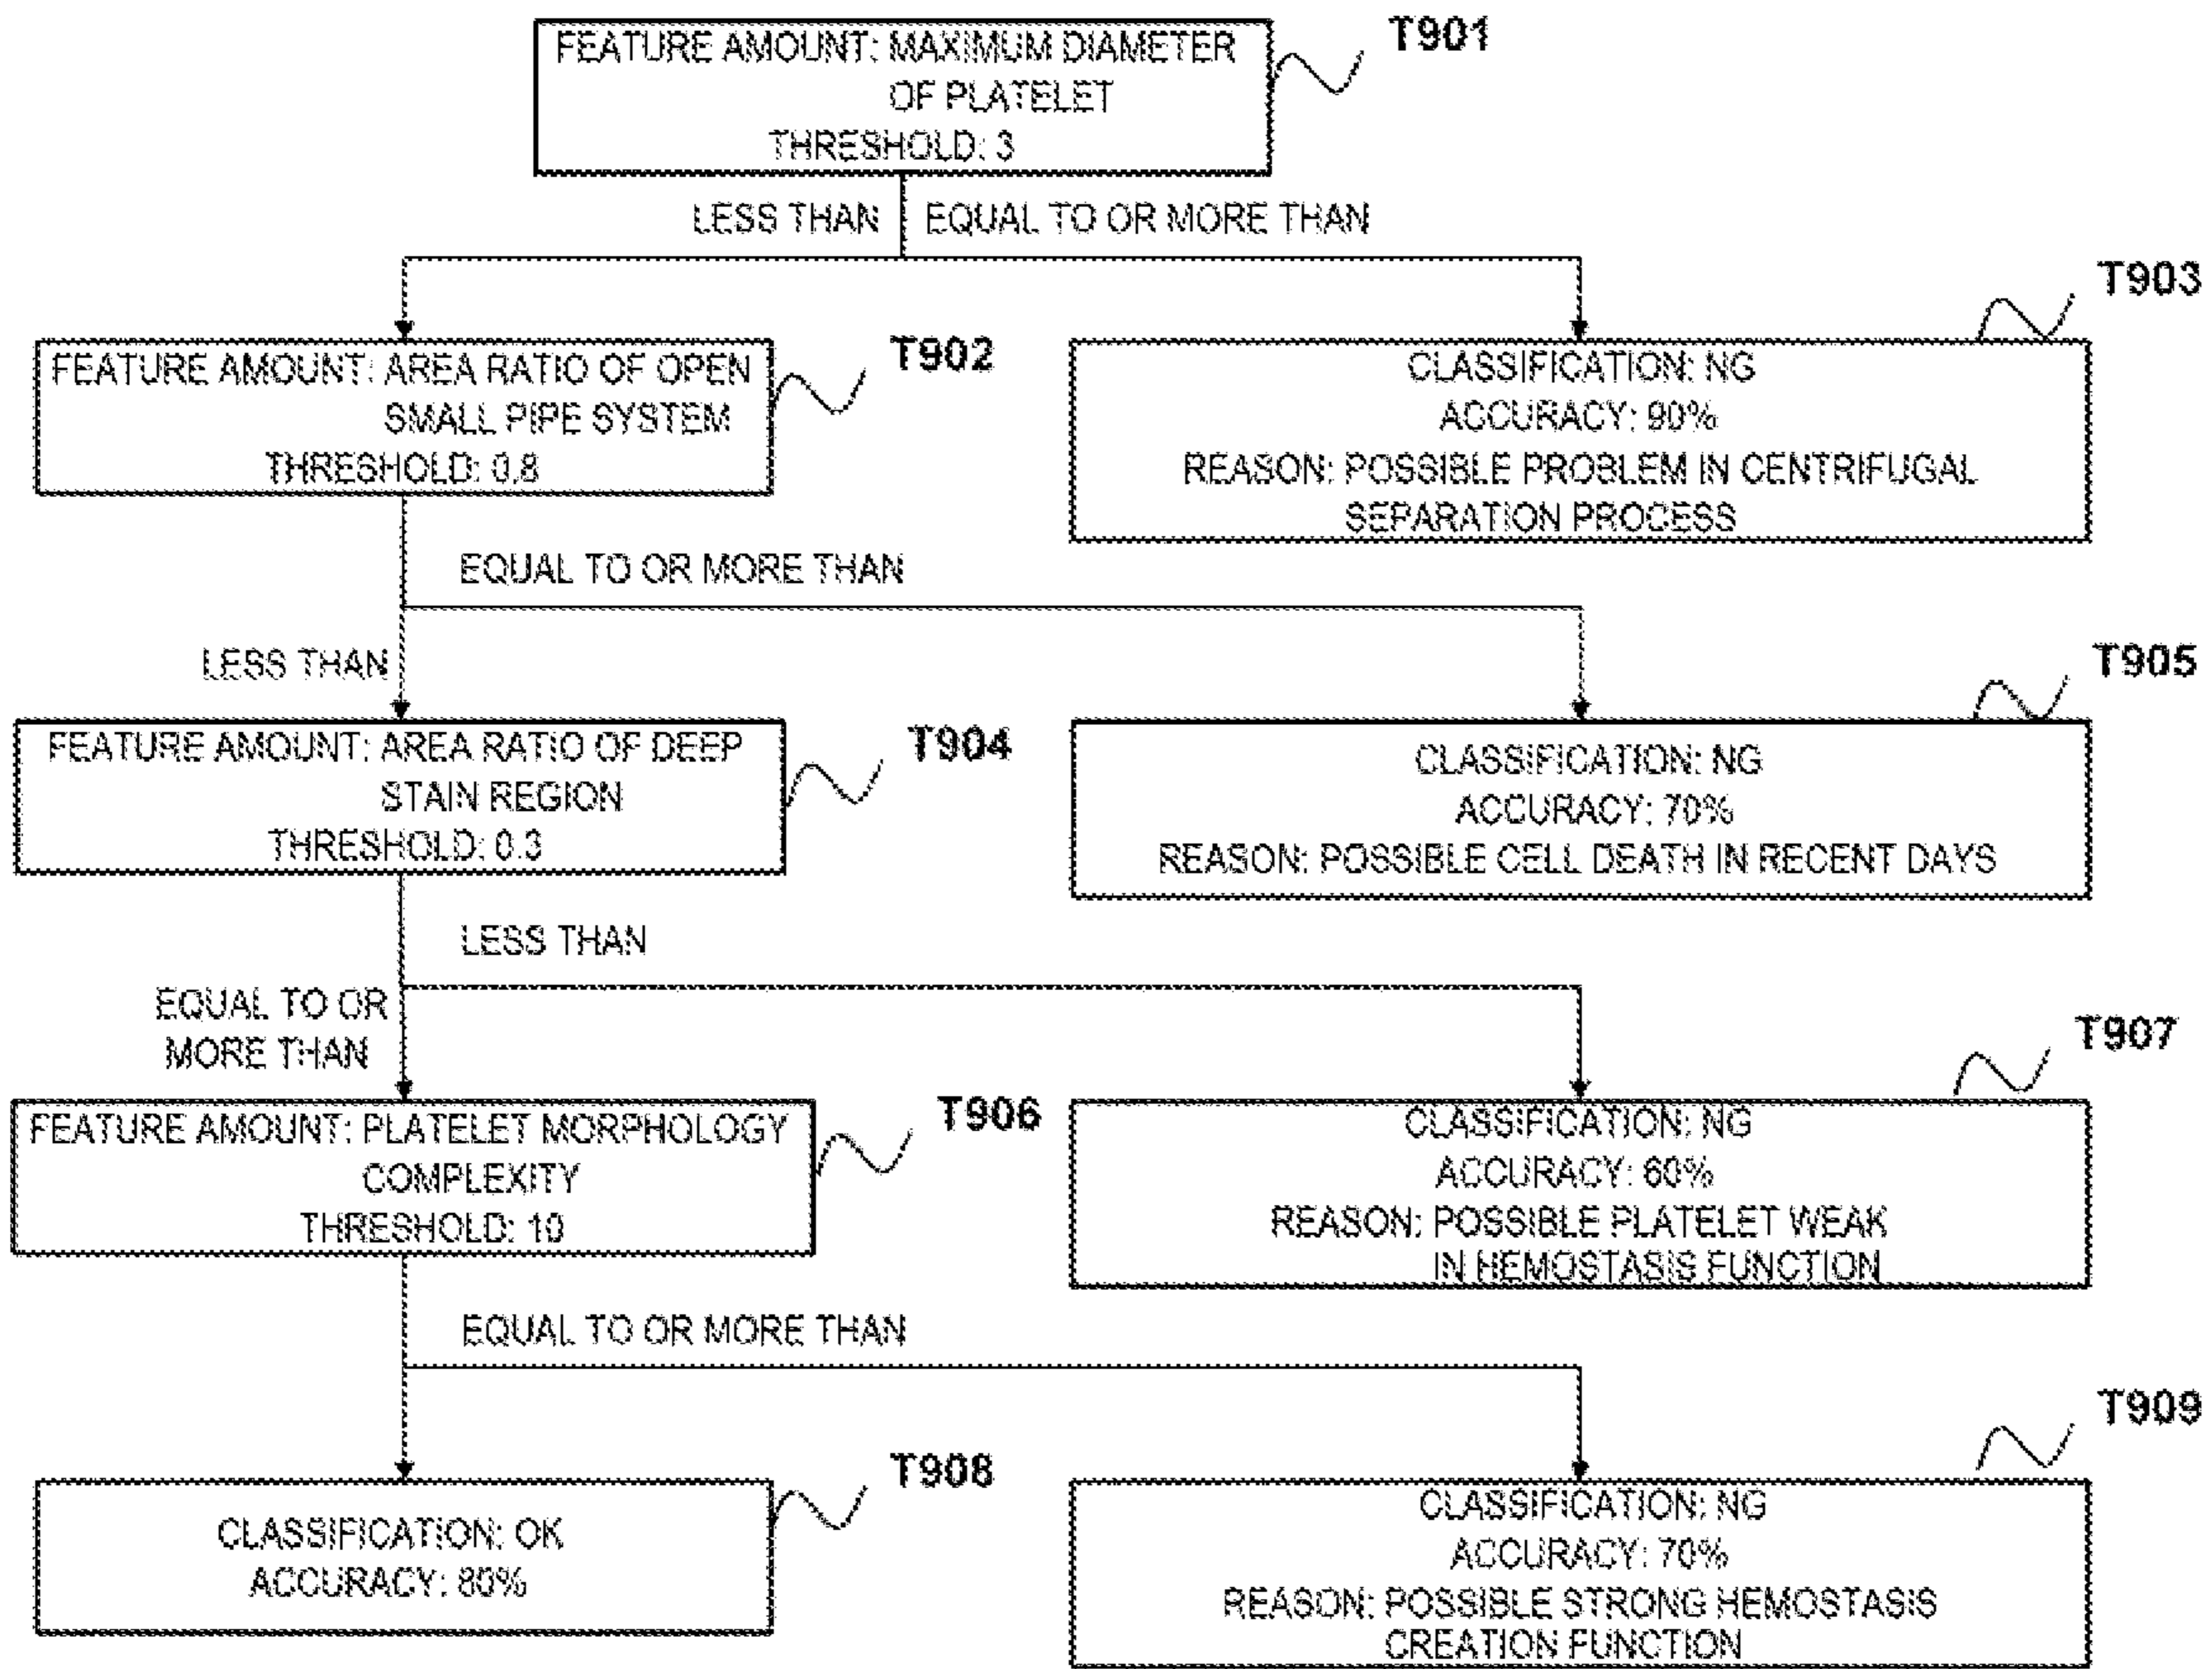 FEATURE AMOUNT: MAXIMUM DIAMETER
OF PLATELET
THRESHOLD: 3
T901
LESS THAN
EQUAL TO OR MORE THAN
FEATURE AMOUNT: AREA RATIO OF OPEN
SMALL PIPE SYSTEM
THRESHOLD: 0.8
T902
CLASSIFICATION: NG
ACCURACY: 90%
REASON: POSSIBLE PROBLEM IN CENTRIFUGAL
SEPARATION PROCESS
T903
EQUAL TO OR MORE THAN
LESS THAN
FEATURE AMOUNT: AREA RATIO OF DEEP
STAIN REGION
THRESHOLD: 0.3
T904
CLASSIFICATION: NG
ACCURACY: 70%
REASON: POSSIBLE CELL DEATH IN RECENT DAYS
T905
LESS THAN
EQUAL TO OR
MORE THAN
FEATURE AMOUNT: PLATELET MORPHOLOGY
COMPLEXITY
THRESHOLD: 10
T906
CLASSIFICATION: NG
ACCURACY: 60%
REASON: POSSIBLE PLATELET WEAK
IN HEMOSTASIS FUNCTION
T907
EQUAL TO OR MORE THAN
CLASSIFICATION: OK
ACCURACY: 80%
T908
CLASSIFICATION: NG
ACCURACY: 70%
REASON: POSSIBLE STRONG HEMOSTASIS
CREATION FUNCTION
T909